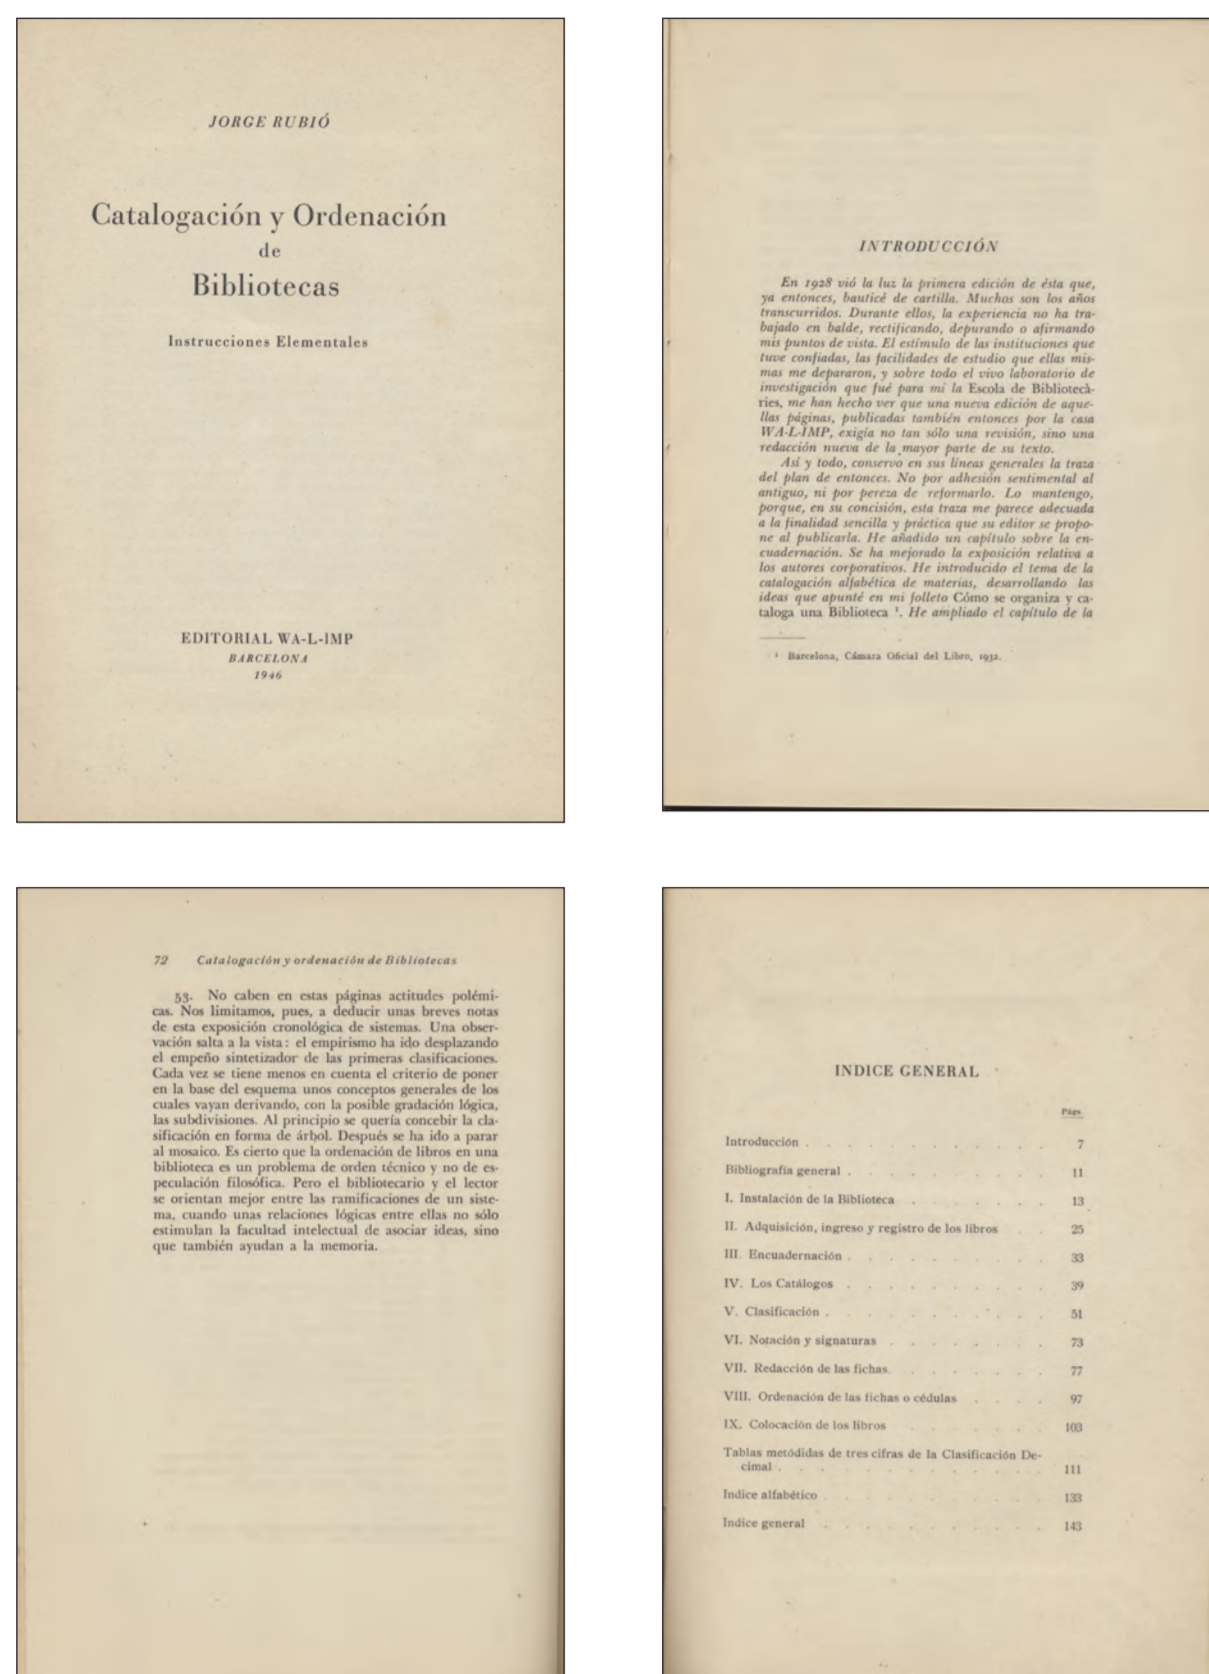 JORGE RUBIÓ
Catalogación y Ordenación
de
Bibliotecas
Instrucciones Elementales
EDITORIAL WA-L-IMP
BARCELONA
1946
INTRODUCCIÓN
En 1928 vió la luz la primera edición de ésta que,
ya entonces, bauticé de cartilla. Muchos son los años
transcurridos. Durante ellos, la experiencia no ha tra-
bajado en balde, rectificando, depurando o afirmando
mis puntos de vista. El estímulo de las instituciones que
tuve confiadas, las facilidades de estudio que ellas mis-
mas me depararon, y sobre todo el vivo laboratorio de
investigación que fué para mí la Escola de Bibliotecà-
ries, me han hecho ver que una nueva edición de aque-
llas páginas, publicadas también entonces por la casa
WA-L-IMP, exigía no tan sólo una revisión, sino una
redacción nueva de la mayor parte de su texto.
Así y todo, conservo en sus líneas generales la traza
del plan de entonces. No por adhesión sentimental al
antiguo, ni por pereza de reformarlo. Lo mantengo,
porque, en su concisión, esta traza me parece adecuada
a la finalidad sencilla y práctica que su editor se propo-
ne al publicarla. He añadido un capítulo sobre la en-
cuadernación. Se ha mejorado la exposición relativa a
los autores corporativos. He introducido el tema de la
catalogación alfabética de materias, desarrollando las
ideas que apunté en mi folleto Cómo se organiza y ca-
taloga una Biblioteca ¹. He ampliado el capítulo de la
¹ Barcelona, Cámara Oficial del Libro, 1932.
72 Catalogación y ordenación de Bibliotecas
53. No caben en estas páginas actitudes polémi-
cas. Nos limitamos, pues, a deducir unas breves notas
de esta exposición cronológica de sistemas. Una obser-
vación salta a la vista: el empirismo ha ido desplazando
el empeño sintetizador de las primeras clasificaciones.
Cada vez se tiene menos en cuenta el criterio de poner
en la base del esquema unos conceptos generales de los
cuales vayan derivando, con la posible gradación lógica,
las subdivisiones. Al principio se quería concebir la cla-
sificación en forma de árbol. Después se ha ido a parar
al mosaico. Es cierto que la ordenación de libros en una
biblioteca es un problema de orden técnico y no de es-
peculación filosófica. Pero el bibliotecario y el lector
se orientan mejor entre las ramificaciones de un siste-
ma, cuando unas relaciones lógicas entre ellas no sólo
estimulan la facultad intelectual de asociar ideas, sino
que también ayudan a la memoria.
INDICE GENERAL
Págs.
Introducción . . . . . . . . . . . . 7
Bibliografía general . . . . . . . . . . 11
I. Instalación de la Biblioteca . . . . . . . 13
II. Adquisición, ingreso y registro de los libros . . 25
III. Encuadernación . . . . . . . . . . 33
IV. Los Catálogos . . . . . . . . . . 39
V. Clasificación . . . . . . . . . . . 51
VI. Notación y signaturas . . . . . . . . 73
VII. Redacción de las fichas. . . . . . . . 77
VIII. Ordenación de las fichas o cédulas . . . . 97
IX. Colocación de los libros . . . . . . . 103
Tablas metódidas de tres cifras de la Clasificación De-
cimal . . . . . . . . . . . . . 111
Indice alfabético . . . . . . . . . . . 133
Indice general . . . . . . . . . . . 143